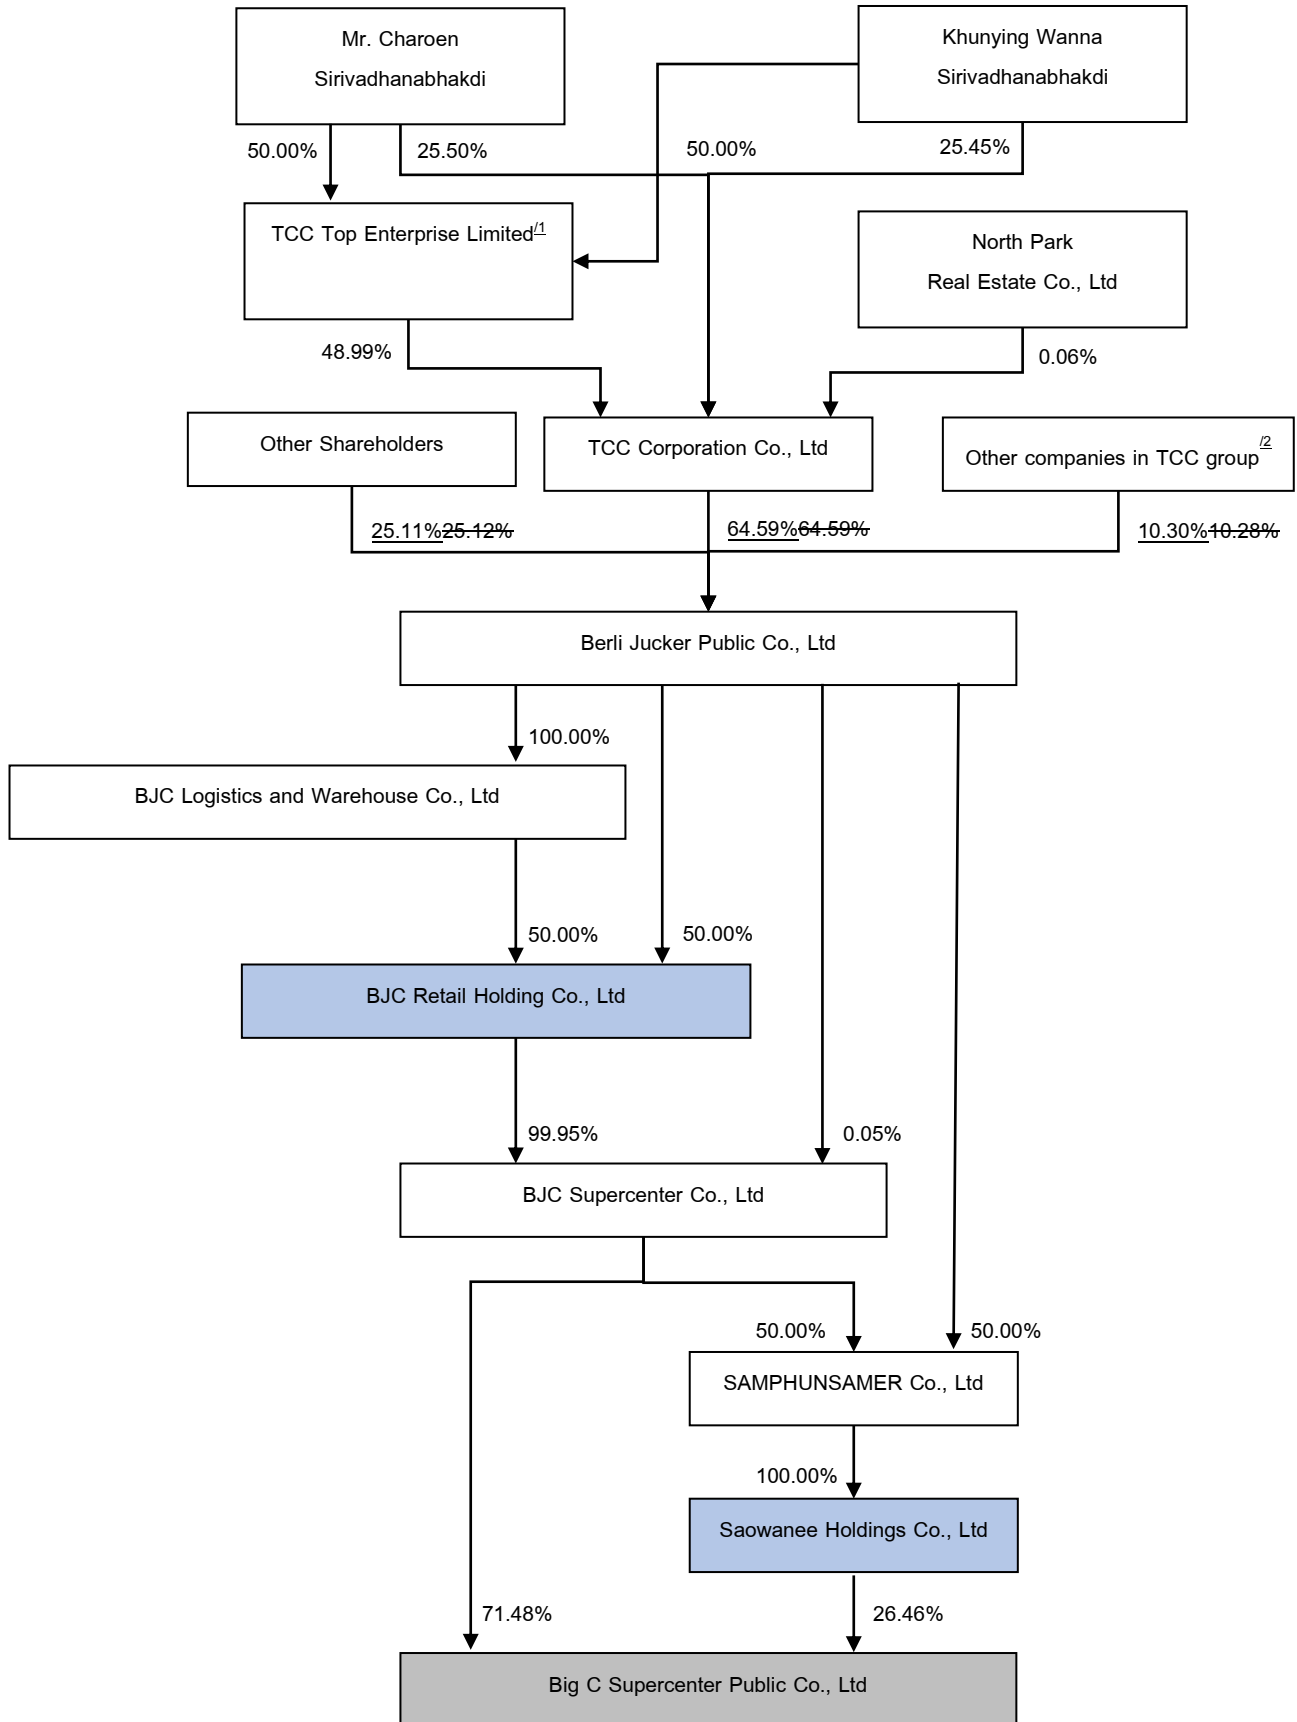 Mr. Charoen
Sirivadhanabhakdi
Khunying Wanna
Sirivadhanabhakdi
50.00%
25.50%
50.00%
25.45%
TCC Top Enterprise Limited/1
North Park
Real Estate Co., Ltd
48.99%
0.06%
Other Shareholders
TCC Corporation Co., Ltd
Other companies in TCC group/2
25.11%25.12%
64.59%64.59%
10.30%10.28%
Berli Jucker Public Co., Ltd
100.00%
BJC Logistics and Warehouse Co., Ltd
50.00%
50.00%
BJC Retail Holding Co., Ltd
99.95%
0.05%
BJC Supercenter Co., Ltd
50.00%
50.00%
SAMPHUNSAMER Co., Ltd
100.00%
Saowanee Holdings Co., Ltd
71.48%
26.46%
Big C Supercenter Public Co., Ltd